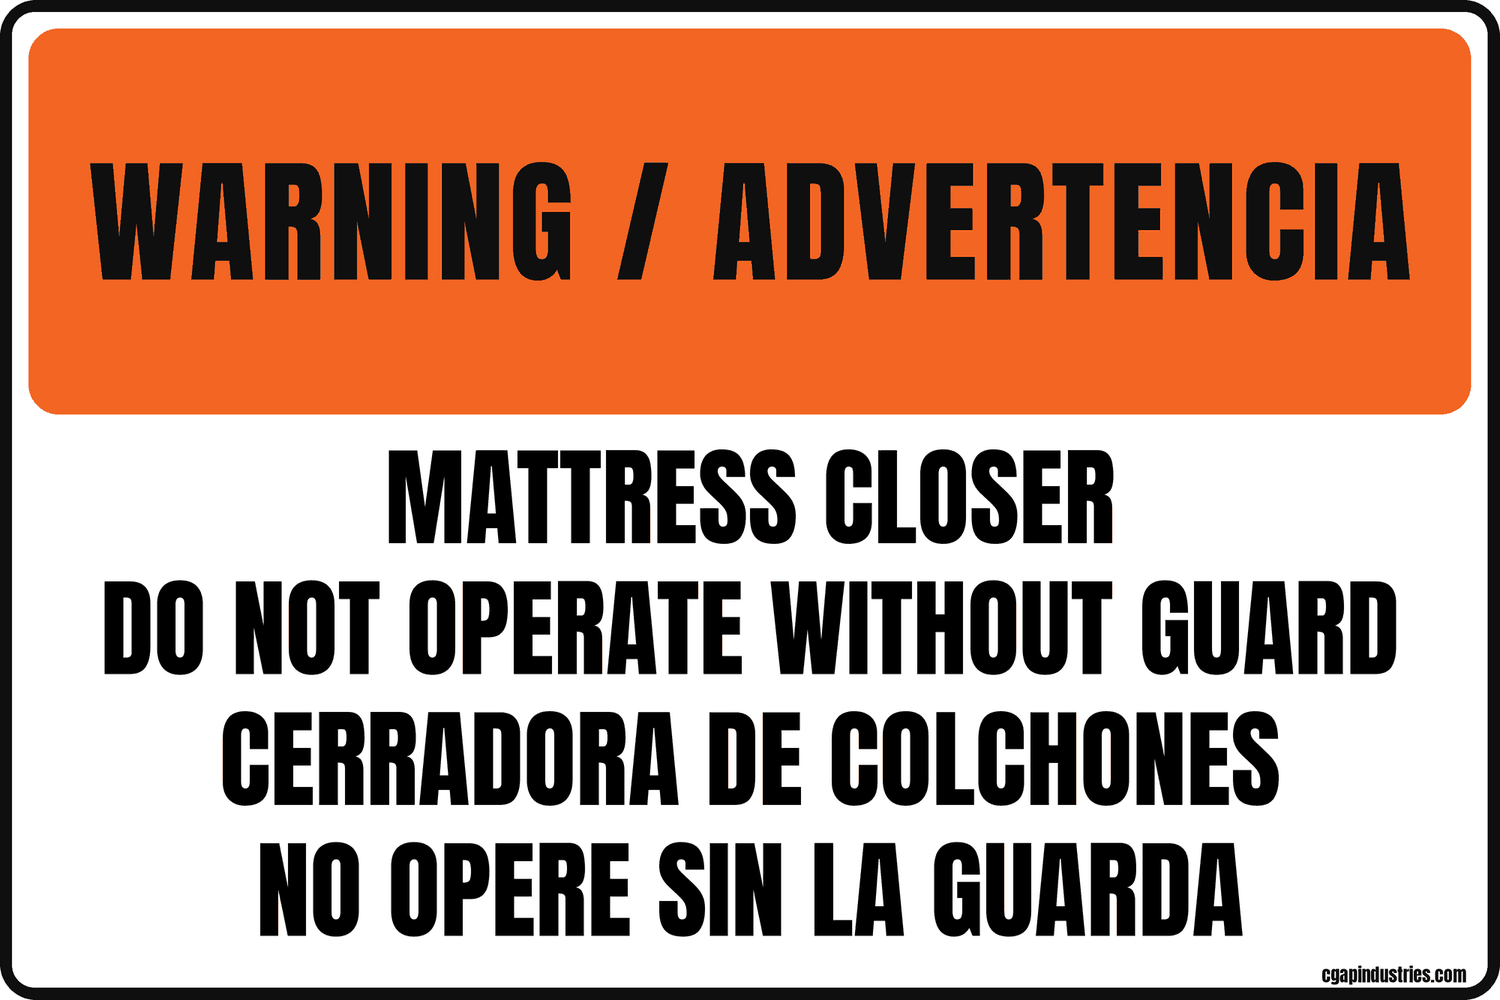 WARNING / ADVERTENCIA
MATTRESS CLOSER
DO NOT OPERATE WITHOUT GUARD
CERRADORA DE COLCHONES
NO OPERE SIN LA GUARDA
cgapindustries.com